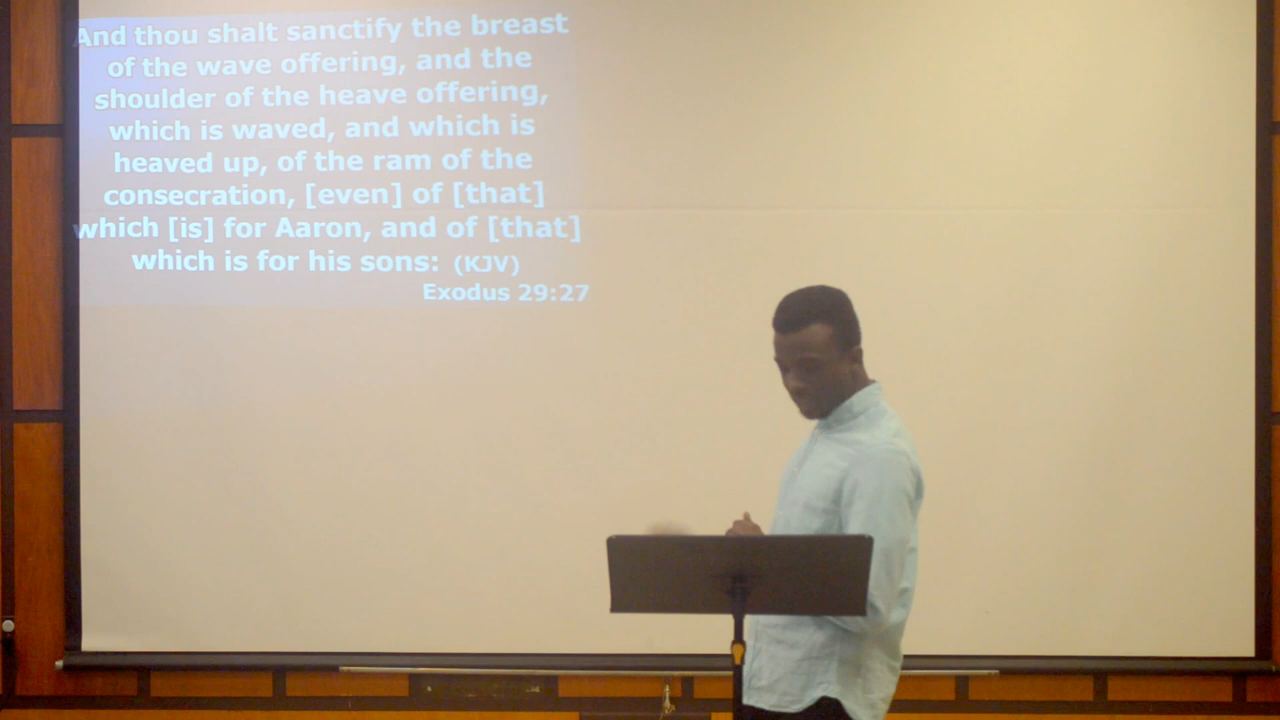 And thou shalt sanctify the breast
of the wave offering, and the
shoulder of the heave offering,
which is waved, and which is
heaved up, of the ram of the
consecration, [even] of [that]
which [is] for Aaron, and of [that]
which is for his sons: (KJV)
Exodus 29:27